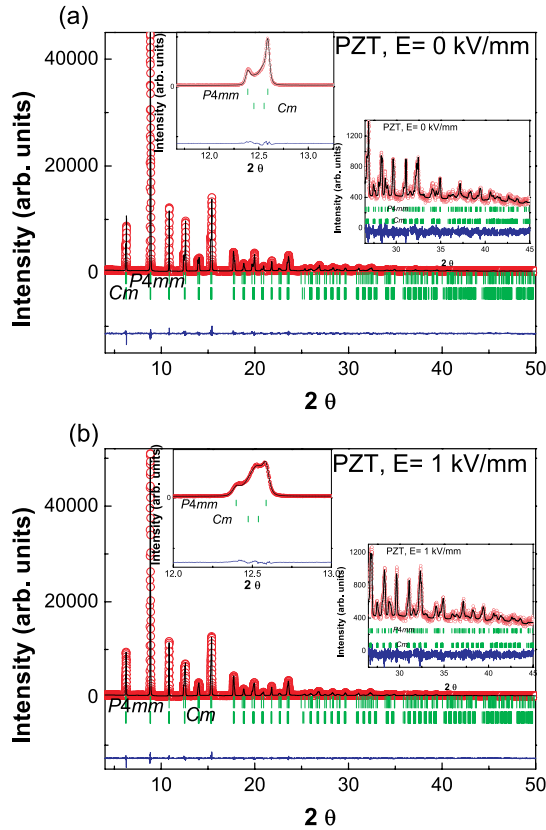 (a)
PZT, E= 0 kV/mm
Intensity (arb. units)
40000
20000
0
P4mm
Cm
10 20 30 40 50
2 θ
Intensity (arb. units)
0
P4mm
Cm
12.0 12.5 13.0
2 θ
PZT, E= 0 kV/mm
Intensity (arb. units)
1200
800
400
0
P4mm
Cm
30 35 40 45
2 θ
(b)
PZT, E= 1 kV/mm
Intensity (arb. units)
40000
20000
0
P4mm
Cm
10 20 30 40 50
2 θ
Intensity (arb. units)
0
P4mm
Cm
12.0 12.5 13.0
2 θ
PZT, E= 1 kV/mm
Intensity (arb. units)
1200
900
600
300
0
P4mm
Cm
30 35 40 45
2 θ